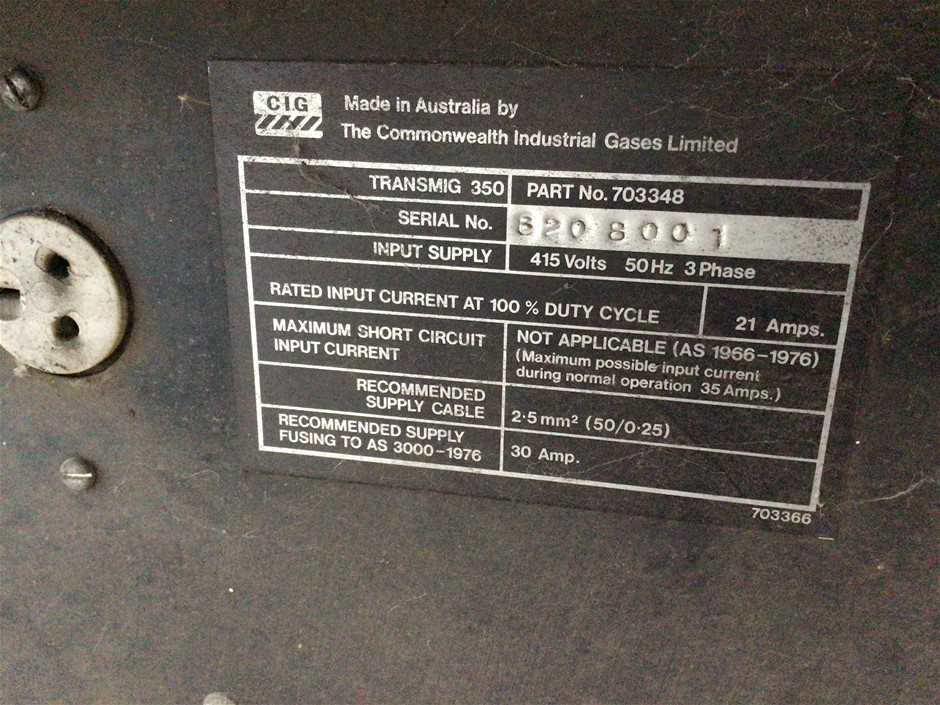 CIG
Made in Australia by
The Commonwealth Industrial Gases Limited
TRANSMIG 350 PART No. 703348
SERIAL No. 8208001
INPUT SUPPLY 415 Volts 50 Hz 3 Phase
RATED INPUT CURRENT AT 100 % DUTY CYCLE 21 Amps.
MAXIMUM SHORT CIRCUIT
INPUT CURRENT
NOT APPLICABLE (AS 1966-1976)
(Maximum possible input current
during normal operation 35 Amps.)
RECOMMENDED
SUPPLY CABLE
2·5 mm² (50/0·25)
RECOMMENDED SUPPLY
FUSING TO AS 3000-1976
30 Amp.
703366